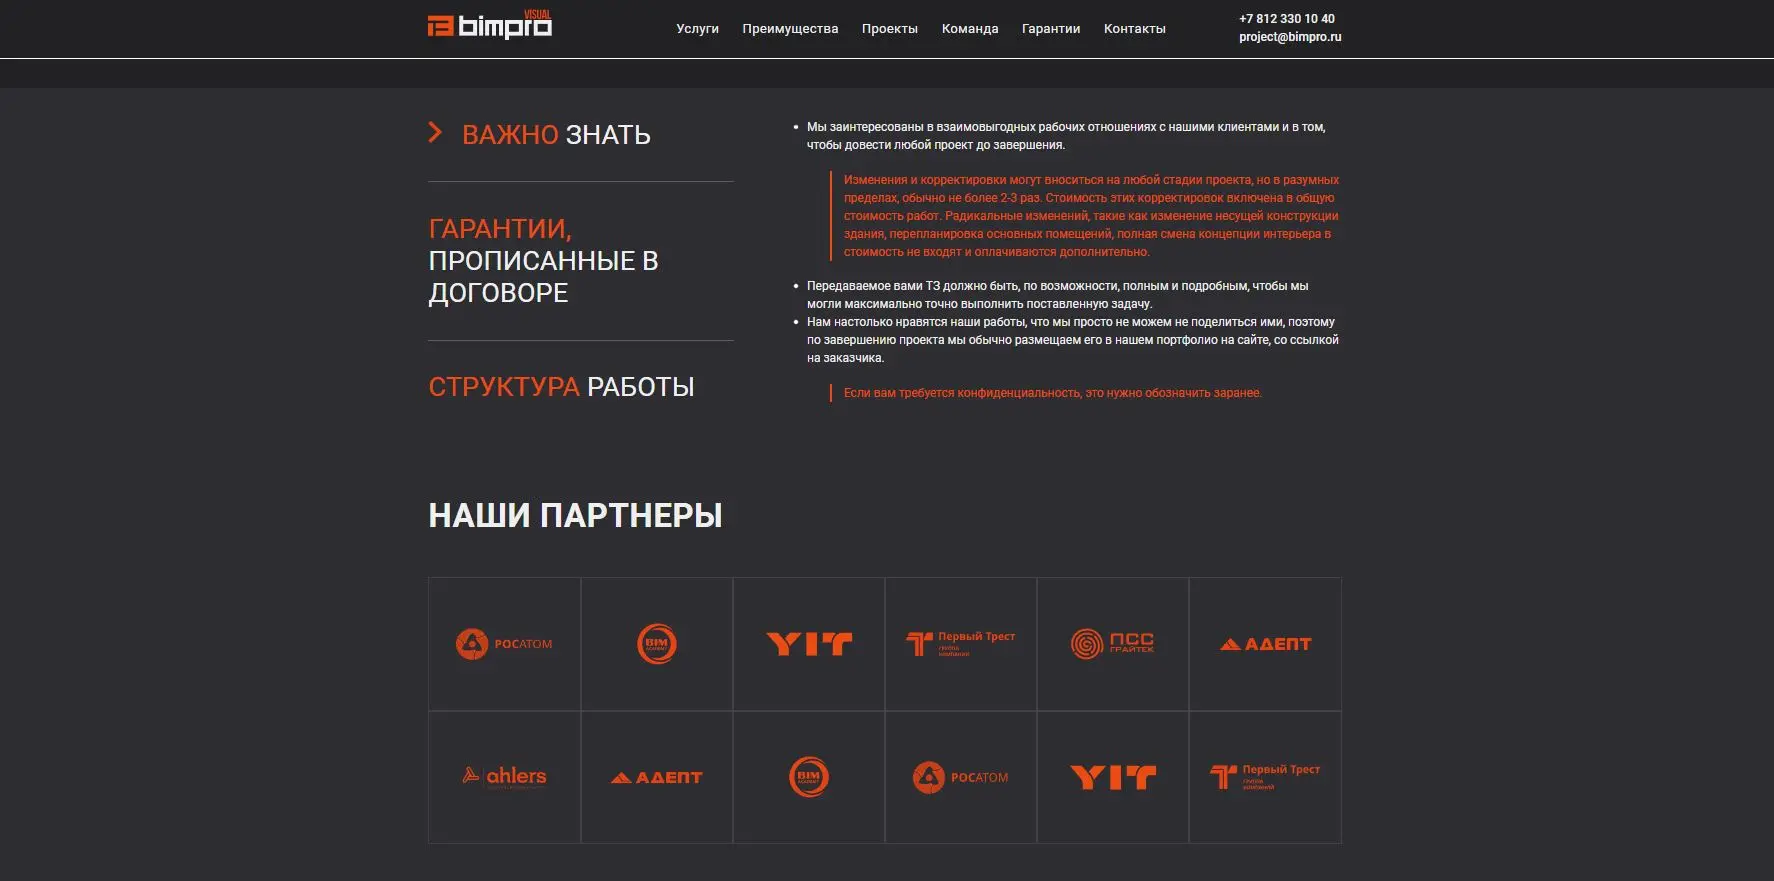 VISUAL
bimpro
Услуги Преимущества Проекты Команда Гарантии Контакты
+7 812 330 10 40
project@bimpro.ru
ВАЖНО ЗНАТЬ
ГАРАНТИИ,
ПРОПИСАННЫЕ В
ДОГОВОРЕ
СТРУКТУРА РАБОТЫ
• Мы заинтересованы в взаимовыгодных рабочих отношениях с нашими клиентами и в том,
чтобы довести любой проект до завершения.
Изменения и корректировки могут вноситься на любой стадии проекта, но в разумных
пределах, обычно не более 2-3 раз. Стоимость этих корректировок включена в общую
стоимость работ. Радикальные изменений, такие как изменение несущей конструкции
здания, перепланировка основных помещений, полная смена концепции интерьера в
стоимость не входят и оплачиваются дополнительно.
• Передаваемое вами ТЗ должно быть, по возможности, полным и подробным, чтобы мы
могли максимально точно выполнить поставленную задачу.
• Нам настолько нравятся наши работы, что мы просто не можем не поделиться ими, поэтому
по завершению проекта мы обычно размещаем его в нашем портфолио на сайте, со ссылкой
на заказчика.
Если вам требуется конфиденциальность, это нужно обозначить заранее.
НАШИ ПАРТНЕРЫ
РОСАТОМ
BIM
ACADEMY
YIT
Первый Трест
ГРУППА
КОМПАНИЙ
ПСС
ГРАЙТЕК
АДЕПТ
ahlers
АДЕПТ
BIM
ACADEMY
РОСАТОМ
YIT
Первый Трест
ГРУППА
КОМПАНИЙ